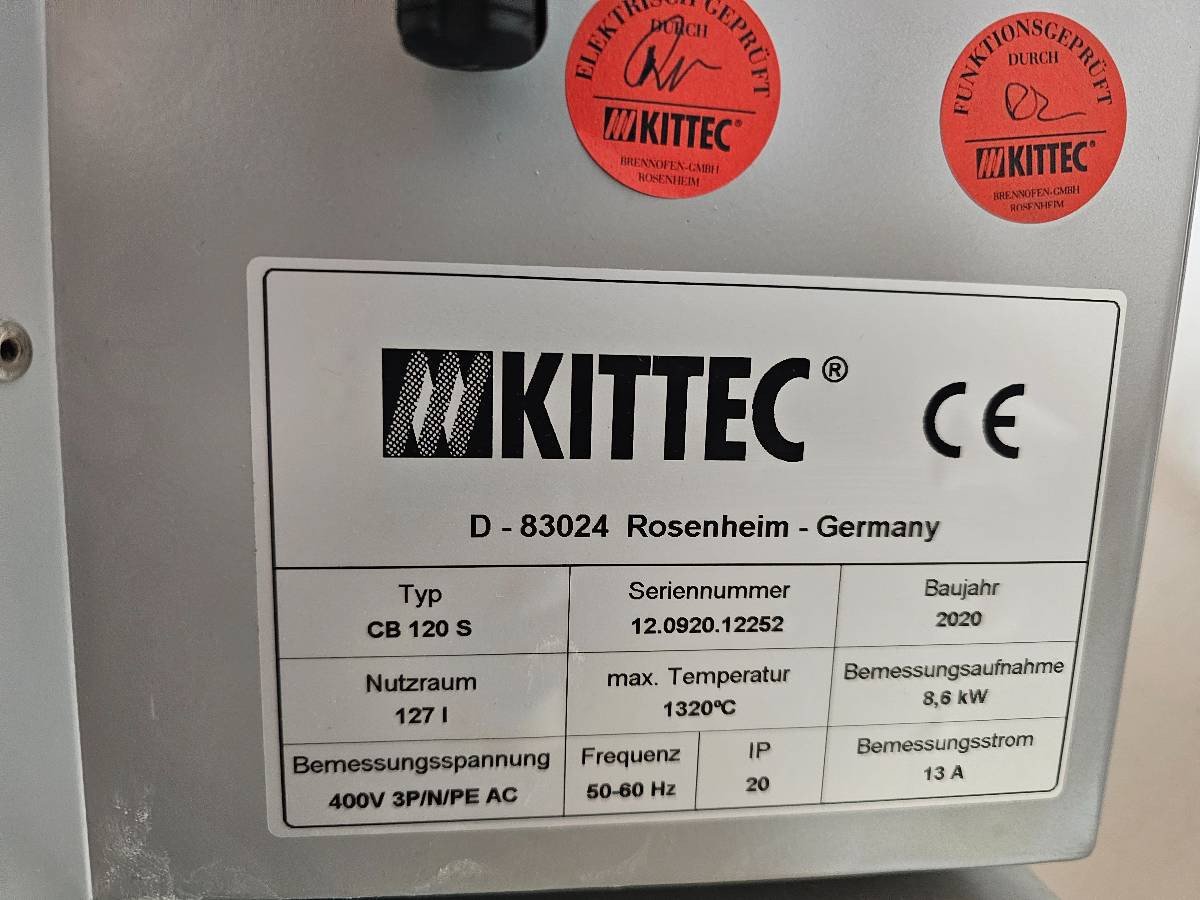 ELEKTRISCH GEPRÜFT
DURCH
KITTEC®
BRENNOFEN-GMBH
ROSENHEIM
FUNKTIONSGEPRÜFT
DURCH
KITTEC®
BRENNOFEN-GMBH
ROSENHEIM
KITTEC® CE
D - 83024 Rosenheim - Germany
Typ
CB 120 S
Seriennummer
12.0920.12252
Baujahr
2020
Nutzraum
127 l
max. Temperatur
1320ºC
Bemessungsaufnahme
8,6 kW
Bemessungsspannung
400V 3P/N/PE AC
Frequenz
50-60 Hz
IP
20
Bemessungsstrom
13 A